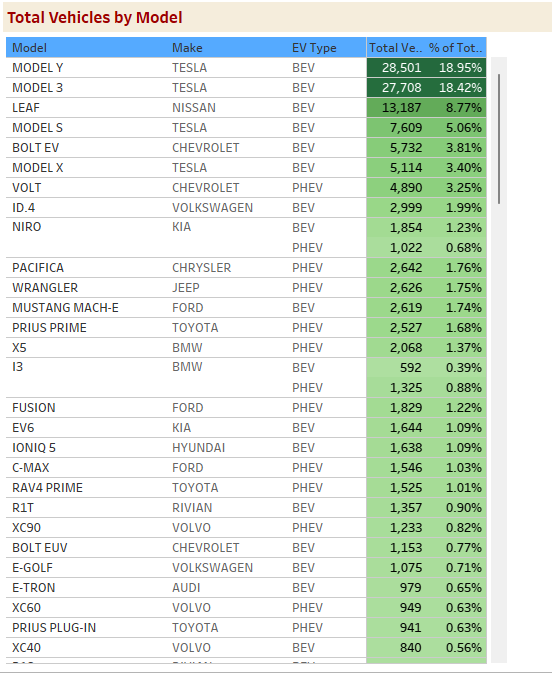 Total Vehicles by Model
Model Make EV Type Total Ve.. % of Tot..
MODEL Y TESLA BEV 28,501 18.95%
MODEL 3 TESLA BEV 27,708 18.42%
LEAF NISSAN BEV 13,187 8.77%
MODEL S TESLA BEV 7,609 5.06%
BOLT EV CHEVROLET BEV 5,732 3.81%
MODEL X TESLA BEV 5,114 3.40%
VOLT CHEVROLET PHEV 4,890 3.25%
ID.4 VOLKSWAGEN BEV 2,999 1.99%
NIRO KIA BEV 1,854 1.23%
PHEV 1,022 0.68%
PACIFICA CHRYSLER PHEV 2,642 1.76%
WRANGLER JEEP PHEV 2,626 1.75%
MUSTANG MACH-E FORD BEV 2,619 1.74%
PRIUS PRIME TOYOTA PHEV 2,527 1.68%
X5 BMW PHEV 2,068 1.37%
I3 BMW BEV 592 0.39%
PHEV 1,325 0.88%
FUSION FORD PHEV 1,829 1.22%
EV6 KIA BEV 1,644 1.09%
IONIQ 5 HYUNDAI BEV 1,638 1.09%
C-MAX FORD PHEV 1,546 1.03%
RAV4 PRIME TOYOTA PHEV 1,525 1.01%
R1T RIVIAN BEV 1,357 0.90%
XC90 VOLVO PHEV 1,233 0.82%
BOLT EUV CHEVROLET BEV 1,153 0.77%
E-GOLF VOLKSWAGEN BEV 1,075 0.71%
E-TRON AUDI BEV 979 0.65%
XC60 VOLVO PHEV 949 0.63%
PRIUS PLUG-IN TOYOTA PHEV 941 0.63%
XC40 VOLVO BEV 840 0.56%